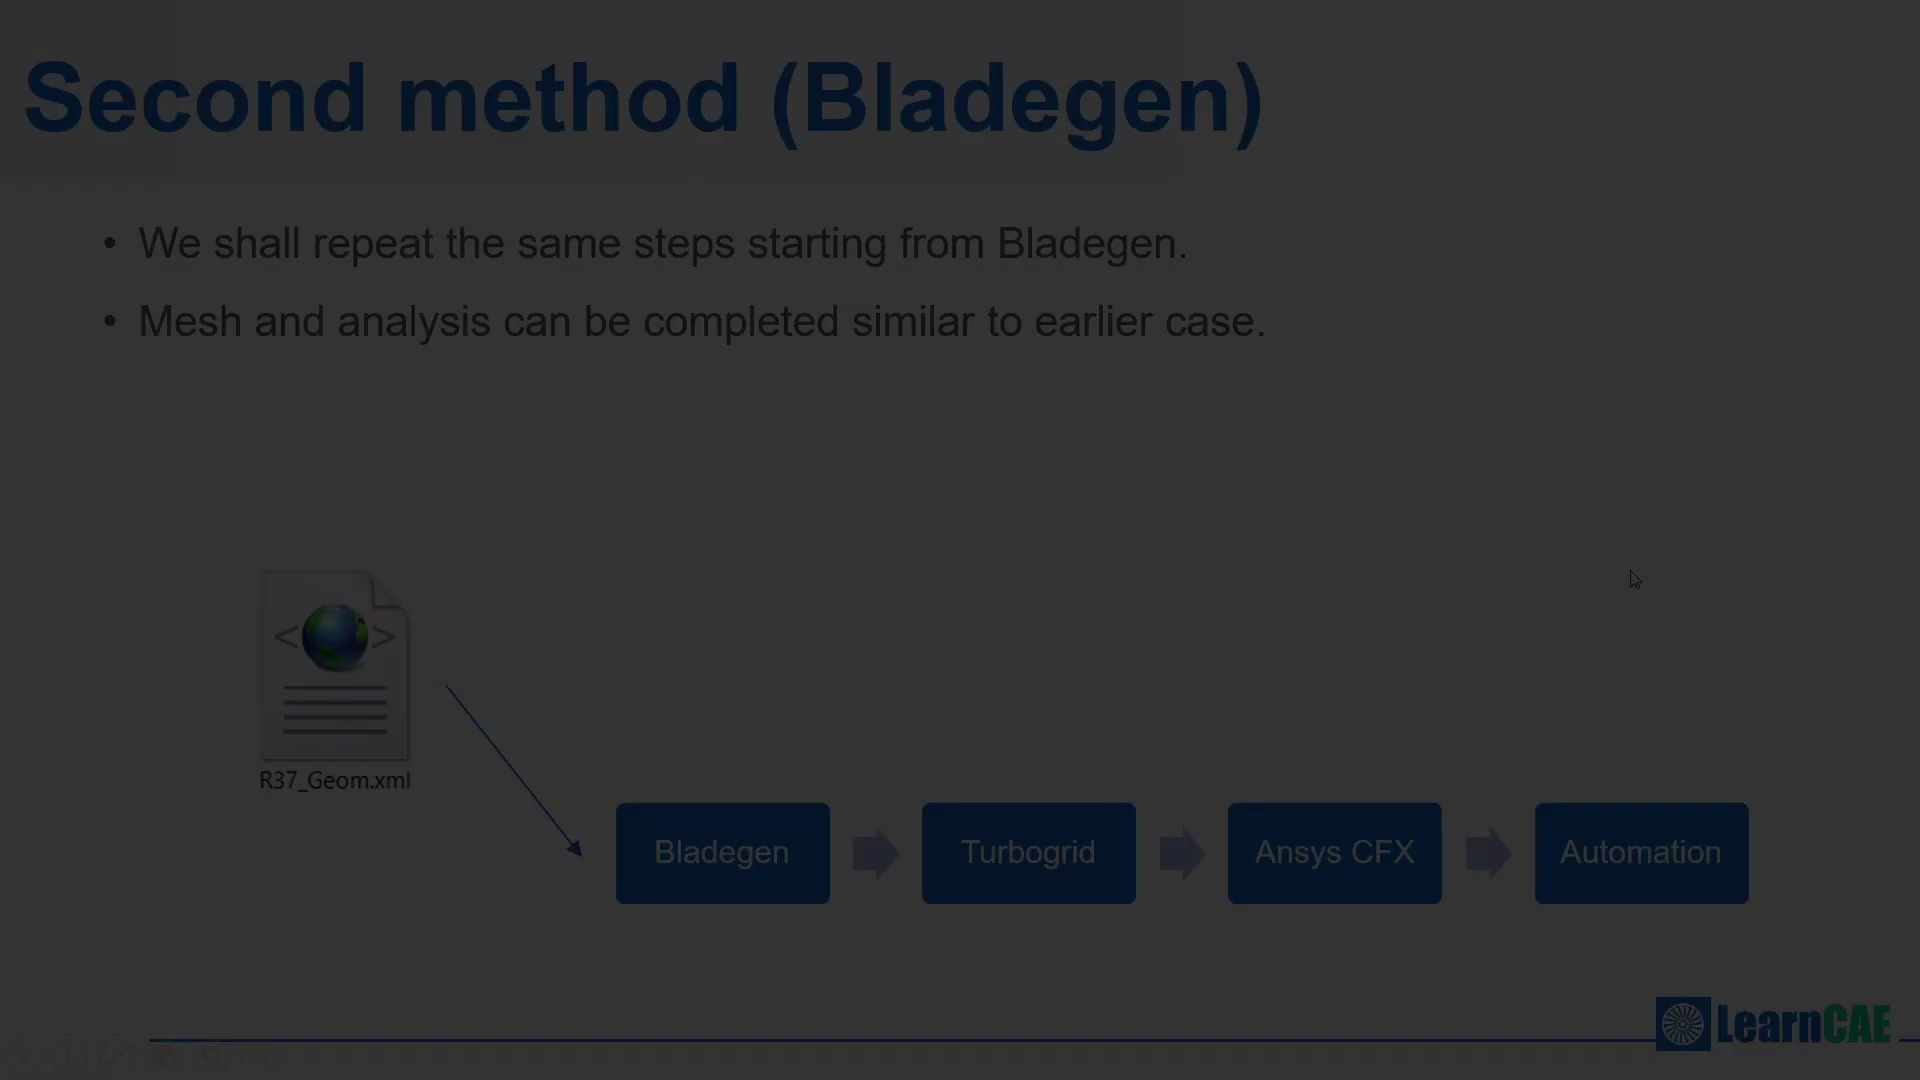 Second method (Bladegen)
• We shall repeat the same steps starting from Bladegen.
• Mesh and analysis can be completed similar to earlier case.
R37_Geom.xml
Bladegen
Turbogrid
Ansys CFX
Automation
LearnCAE